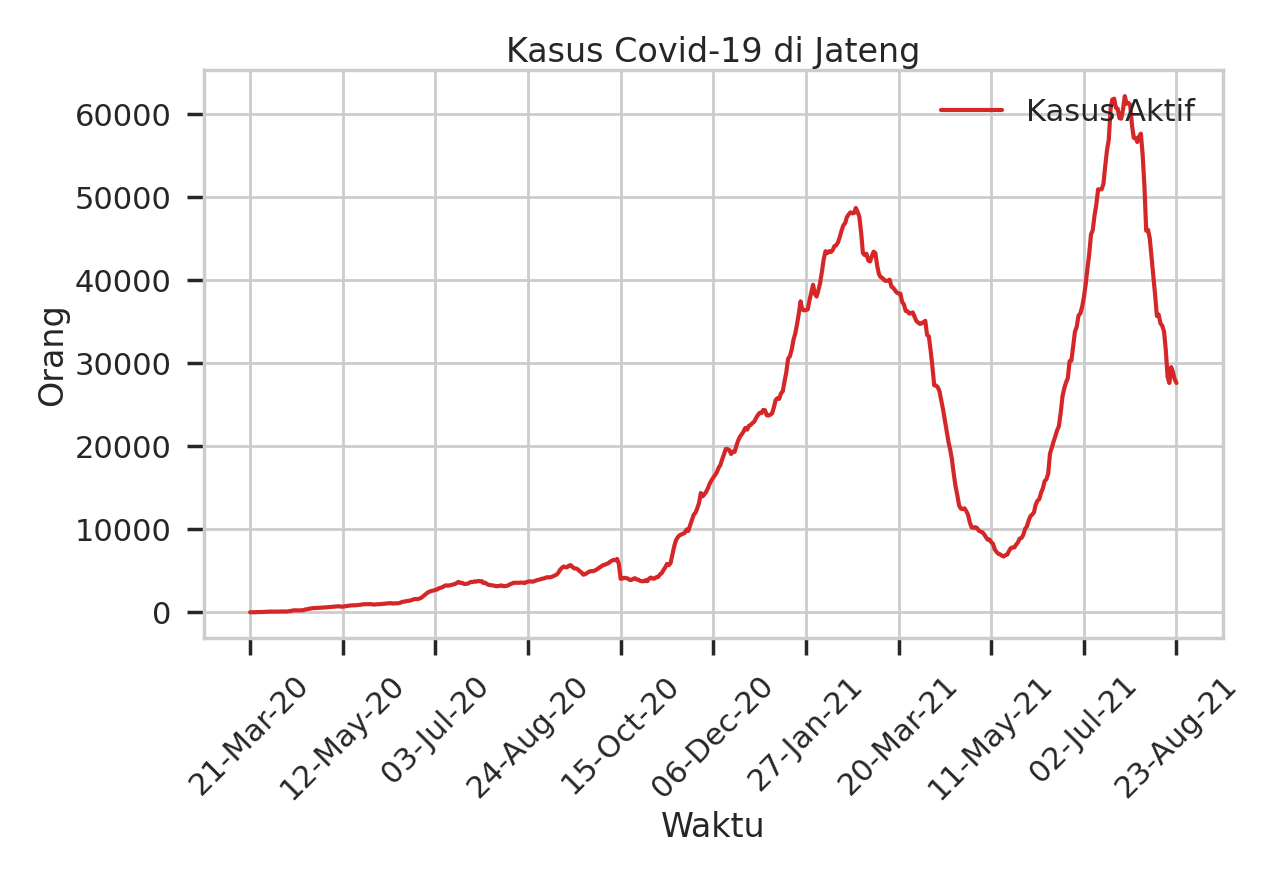 Kasus Covid-19 di Jateng
Kasus Aktif
Orang
60000
50000
40000
30000
20000
10000
0
21-Mar-20
12-May-20
03-Jul-20
24-Aug-20
15-Oct-20
06-Dec-20
27-Jan-21
20-Mar-21
11-May-21
02-Jul-21
23-Aug-21
Waktu